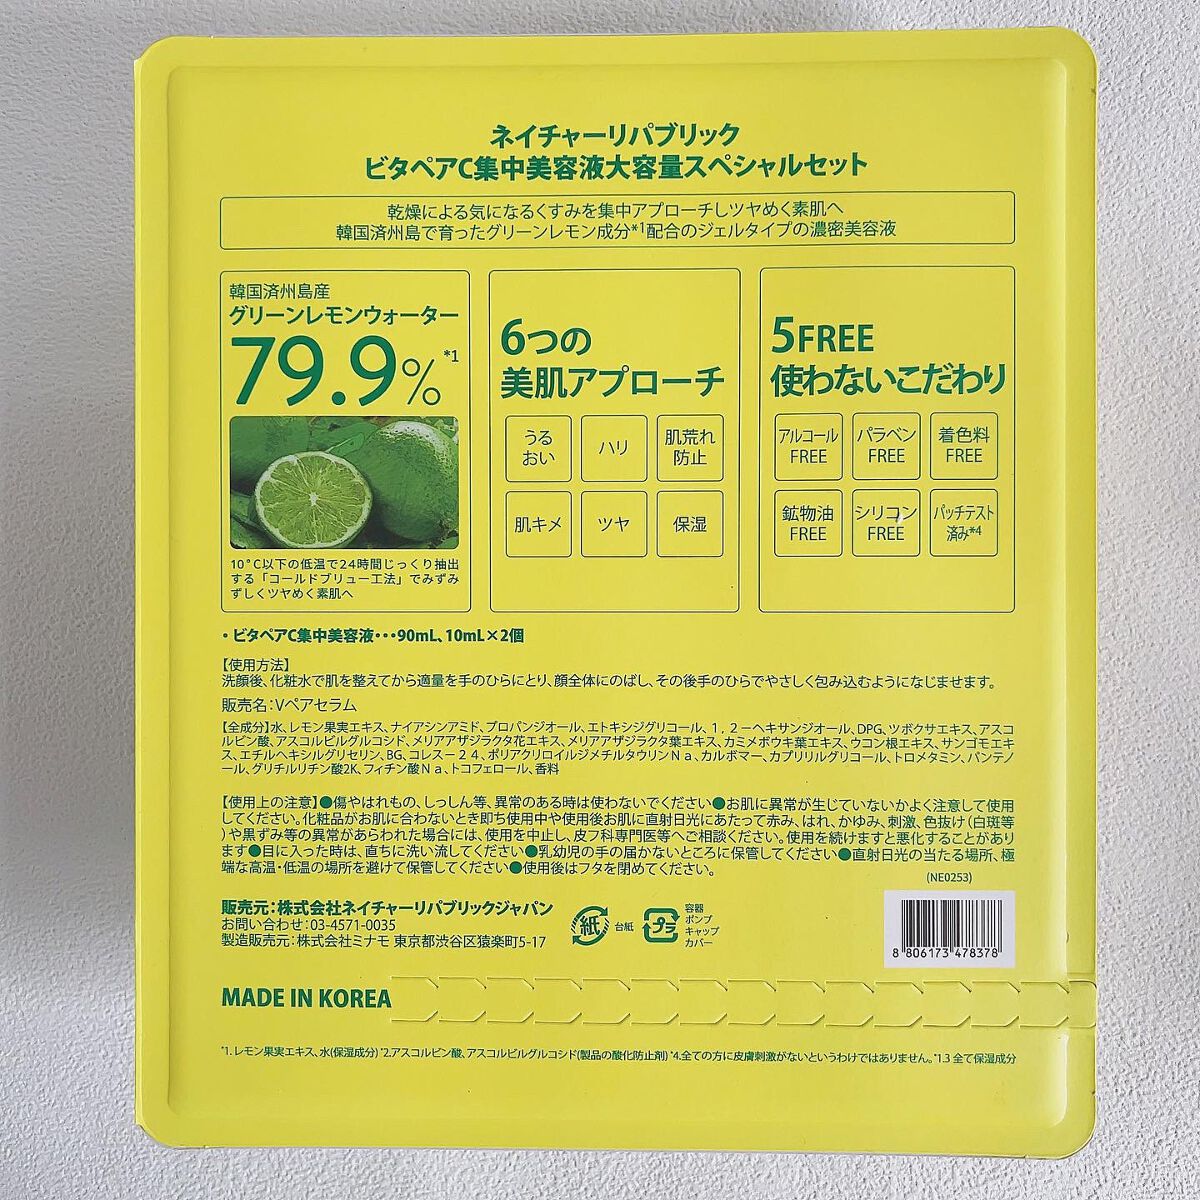 ネイチャーリパブリック
ビタペアC集中美容液大容量スペシャルセット
乾燥による気になるくすみを集中アプローチしツヤめく素肌へ
韓国済州島で育ったグリーンレモン成分*1配合のジェルタイプの濃密美容液
韓国済州島産
グリーンレモンウォーター
79.9%*1
10°C以下の低温で24時間じっくり抽出
する「コールドブリュー工法」でみずみ
ずしくツヤめく素肌へ
6つの
美肌アプローチ
うる
おい
ハリ
肌荒れ
防止
肌キメ
ツヤ
保湿
5FREE
使わないこだわり
アルコール
FREE
パラベン
FREE
着色料
FREE
鉱物油
FREE
シリコン
FREE
パッチテスト
済み*4
・ビタペアC集中美容液・・・90mL、10mL×2個
【使用方法】
洗顔後、化粧水で肌を整えてから適量を手のひらにとり、顔全体にのばし、その後手のひらでやさしく包み込むようになじませます。
販売名：Vペアセラム
【全成分】水、レモン果実エキス、ナイアシンアミド、プロパンジオール、エトキシジグリコール、１，２－ヘキサンジオール、DPG、ツボクサエキス、アスコ
ルビン酸、アスコルビルグルコシド、メリアアザジラクタ花エキス、メリアアザジラクタ葉エキス、カミメボウキ葉エキス、ウコン根エキス、サンゴモエキ
ス、エチルヘキシルグリセリン、BG、コレス－２４、ポリアクリロイルジメチルタウリンＮａ、カルボマー、カプリリルグリコール、トロメタミン、パンテノ
ール、グリチルリチン酸2K、フィチン酸Ｎａ、トコフェロール、香料
【使用上の注意】●傷やはれもの、しっしん等、異常のある時は使わないでください●お肌に異常が生じていないかよく注意して使用
してください。化粧品がお肌に合わないとき即ち使用中や使用後お肌に直射日光にあたって赤み、はれ、かゆみ、刺激、色抜け（白斑等
）や黒ずみ等の異常があらわれた場合には、使用を中止し、皮フ科専門医等へご相談ください。使用を続けますと悪化することがあり
ます●目に入った時は、直ちに洗い流してください●乳幼児の手の届かないところに保管してください●直射日光の当たる場所、極
端な高温・低温の場所を避けて保管してください●使用後はフタを閉めてください。
(NE0253)
販売元：株式会社ネイチャーリパブリックジャパン
お問い合わせ：03-4571-0035
製造販売元：株式会社ミナモ 東京都渋谷区猿楽町5-17
紙
台紙
プラ
容器
ポンプ
キャップ
カバー
8 806173 478378
MADE IN KOREA
*1. レモン果実エキス、水(保湿成分) *2.アスコルビン酸、アスコルビルグルコシド(製品の酸化防止剤) *4.全ての方に皮膚刺激がないというわけではありません。*1.3 全て保湿成分